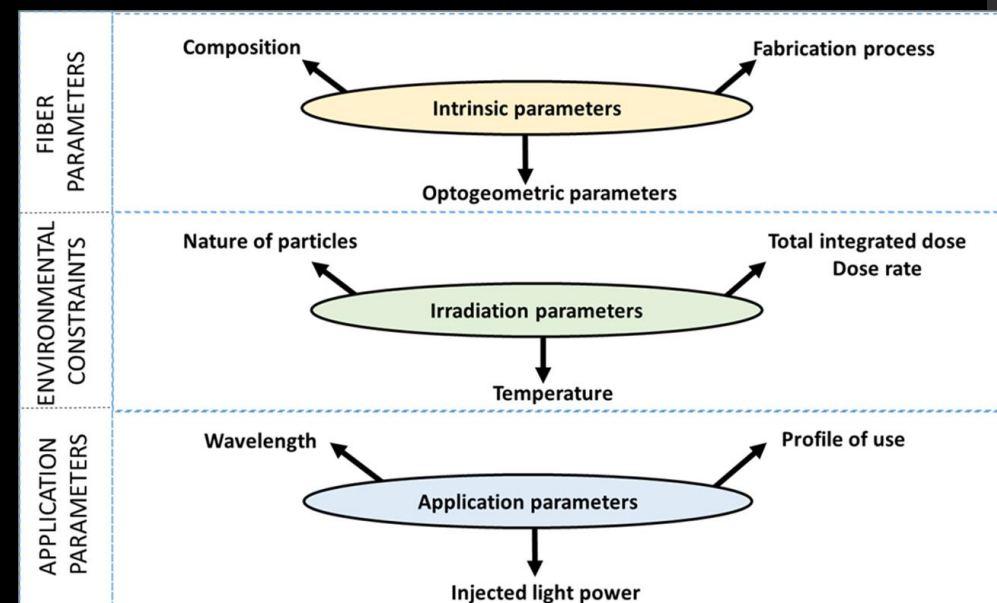 FIBER
PARAMETERS
Composition
Fabrication process
Intrinsic parameters
Optogeometric parameters
ENVIRONMENTAL
CONSTRAINTS
Nature of particles
Total integrated dose
Dose rate
Irradiation parameters
Temperature
APPLICATION
PARAMETERS
Wavelength
Profile of use
Application parameters
Injected light power